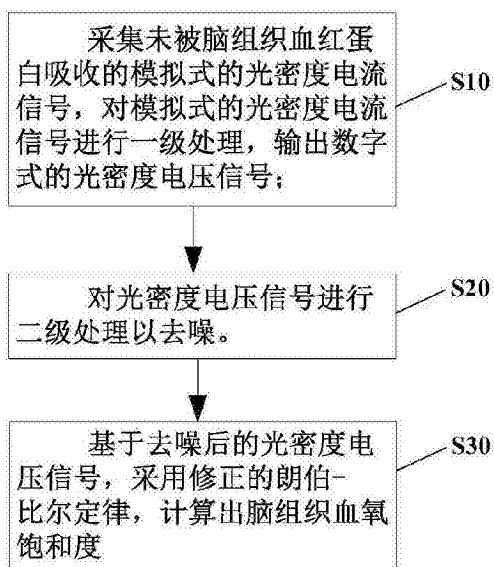 采集未被脑组织血红蛋
白吸收的模拟式的光密度电流
信号，对模拟式的光密度电流
信号进行一级处理，输出数字
式的光密度电压信号；
S10
对光密度电压信号进行
二级处理以去噪。
S20
基于去噪后的光密度电
压信号，采用修正的朗伯-
比尔定律，计算出脑组织血氧
饱和度
S30